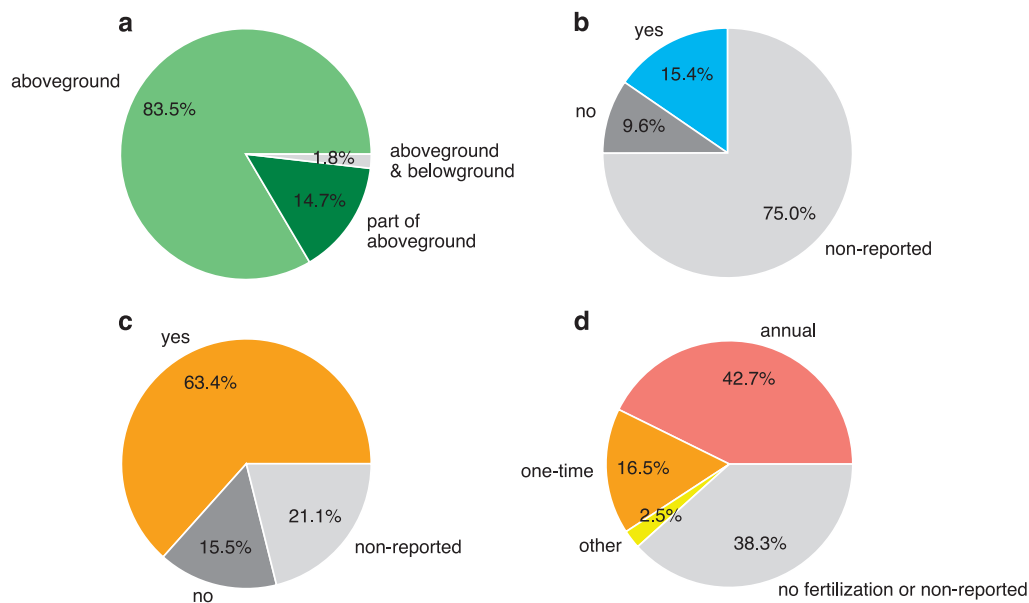 a
aboveground
83.5%
1.8%
aboveground
& belowground
14.7%
part of
aboveground
b
yes
15.4%
no
9.6%
75.0%
non-reported
c
yes
63.4%
21.1%
15.5%
non-reported
no
d
annual
42.7%
one-time
16.5%
2.5%
other
38.3%
no fertilization or non-reported